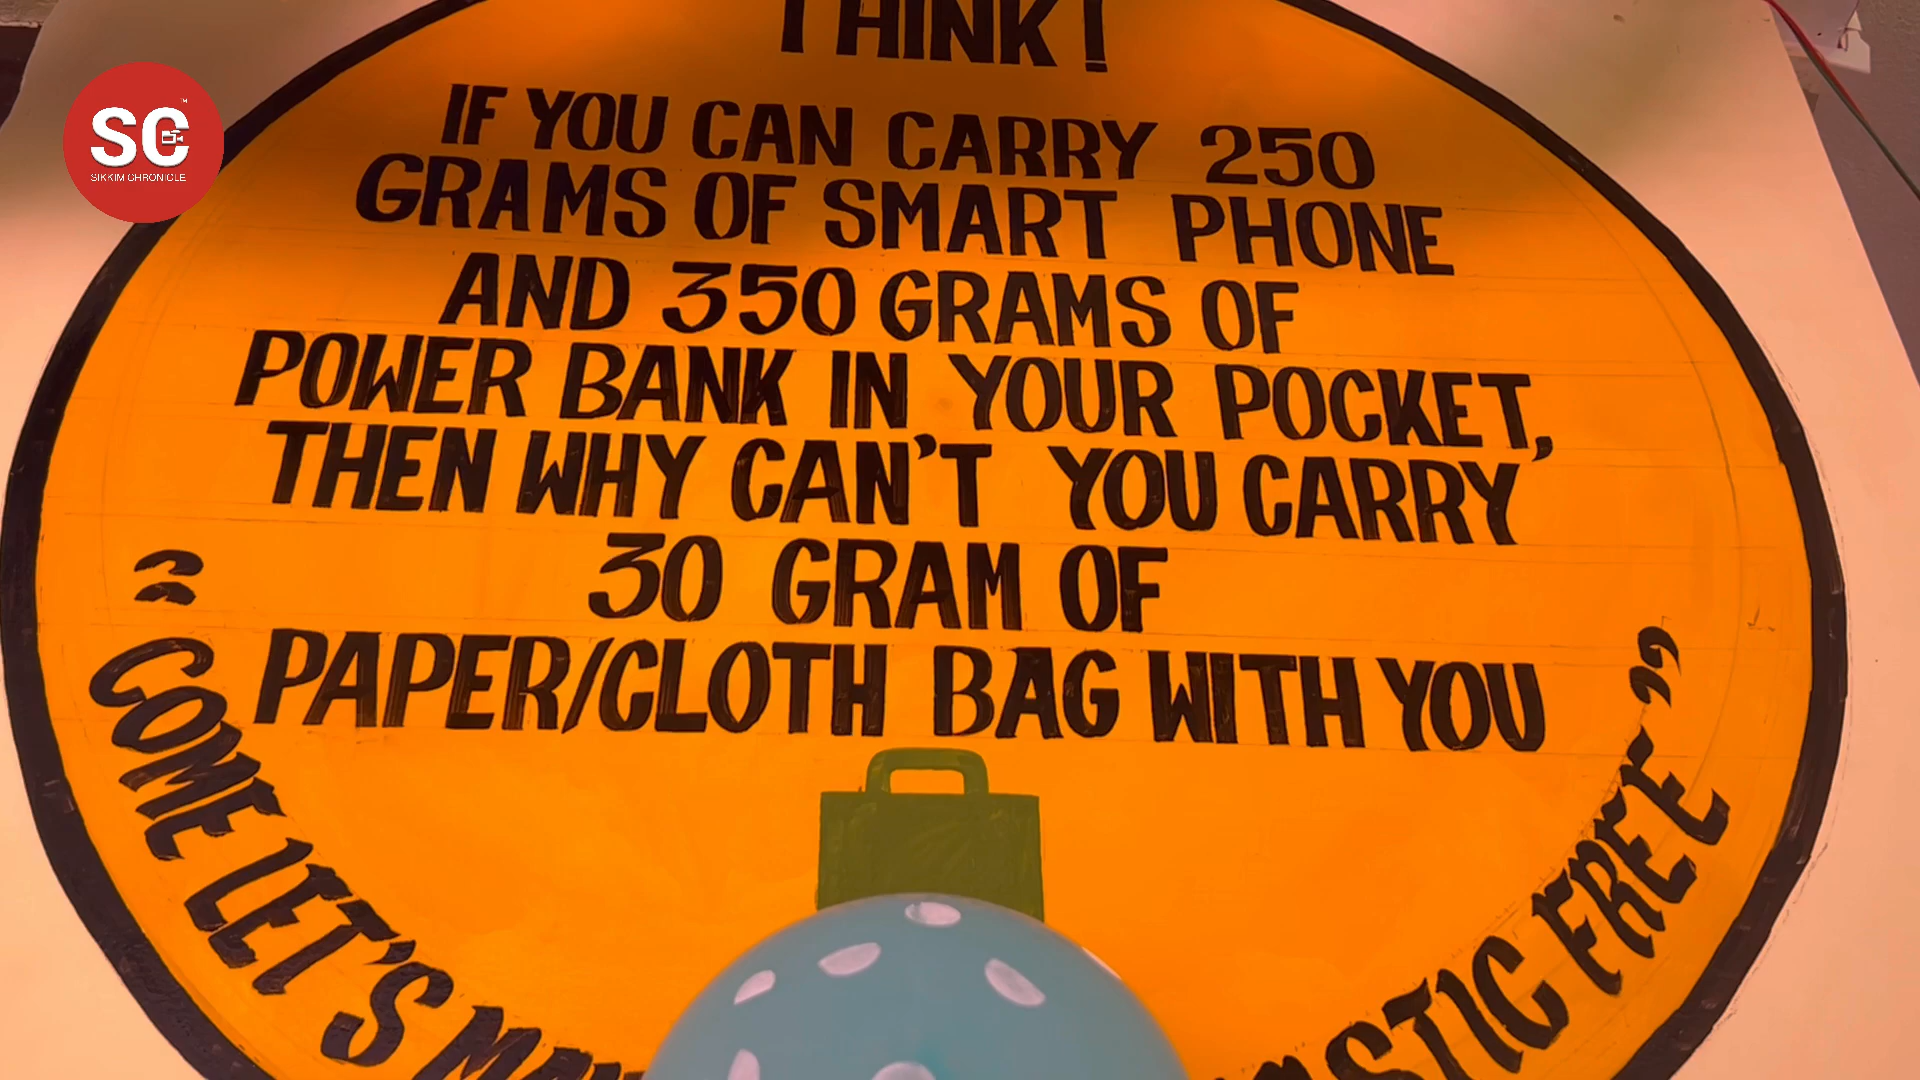 SC
SIKKIM CHRONICLE
THINK!
IF YOU CAN CARRY 250
GRAMS OF SMART PHONE
AND 350 GRAMS OF
POWER BANK IN YOUR POCKET,
THEN WHY CAN'T YOU CARRY
30 GRAM OF
PAPER/CLOTH BAG WITH YOU
"COME LET'S
FREE"